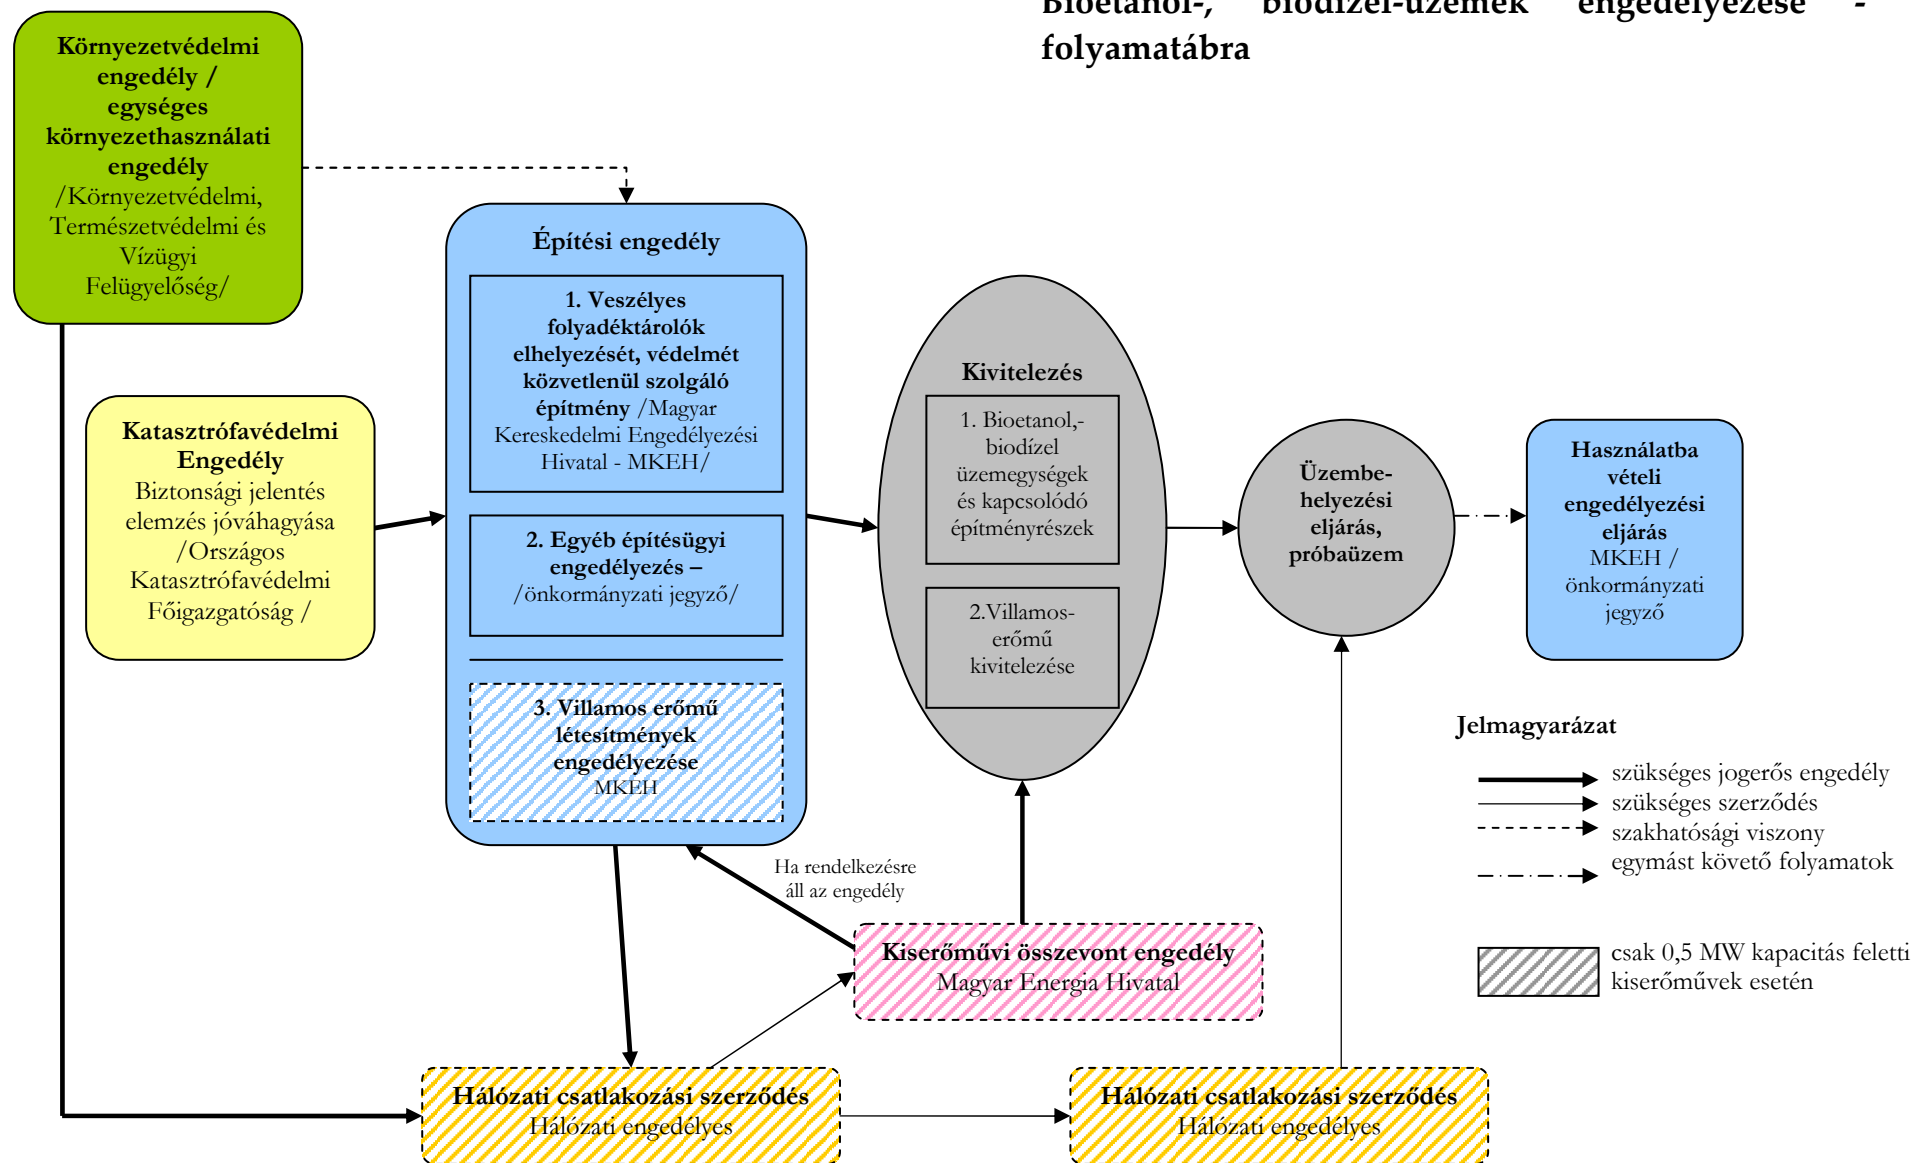 Bioetanol-, biodízel-üzemek engedélyezése -
folyamatábra
Környezetvédelmi
engedély /
egységes
környezethasználati
engedély
/Környezetvédelmi,
Természetvédelmi és
Vízügyi
Felügyelőség/
Katasztrófavédelmi
Engedély
Biztonsági jelentés
elemzés jóváhagyása
/Országos
Katasztrófavédelmi
Főigazgatóság /
Építési engedély
1. Veszélyes
folyadéktárolók
elhelyezését, védelmét
közvetlenül szolgáló
építmény /Magyar
Kereskedelmi Engedélyezési
Hivatal - MKEH/
2. Egyéb építésügyi
engedélyezés –
/önkormányzati jegyző/
3. Villamos erőmű
létesítmények
engedélyezése
MKEH
Kivitelezés
1. Bioetanol,-
biodízel
üzemegységek
és kapcsolódó
építményrészek
2.Villamos-
erőmű
kivitelezése
Üzembe-
helyezési
eljárás,
próbaüzem
Használatba
vételi
engedélyezési
eljárás
MKEH /
önkormányzati
jegyző
Ha rendelkezésre
áll az engedély
Kiserőművi összevont engedély
Magyar Energia Hivatal
Hálózati csatlakozási szerződés
Hálózati engedélyes
Hálózati csatlakozási szerződés
Hálózati engedélyes
Jelmagyarázat
szükséges jogerős engedély
szükséges szerződés
szakhatósági viszony
egymást követő folyamatok
csak 0,5 MW kapacitás feletti
kiserőművek esetén